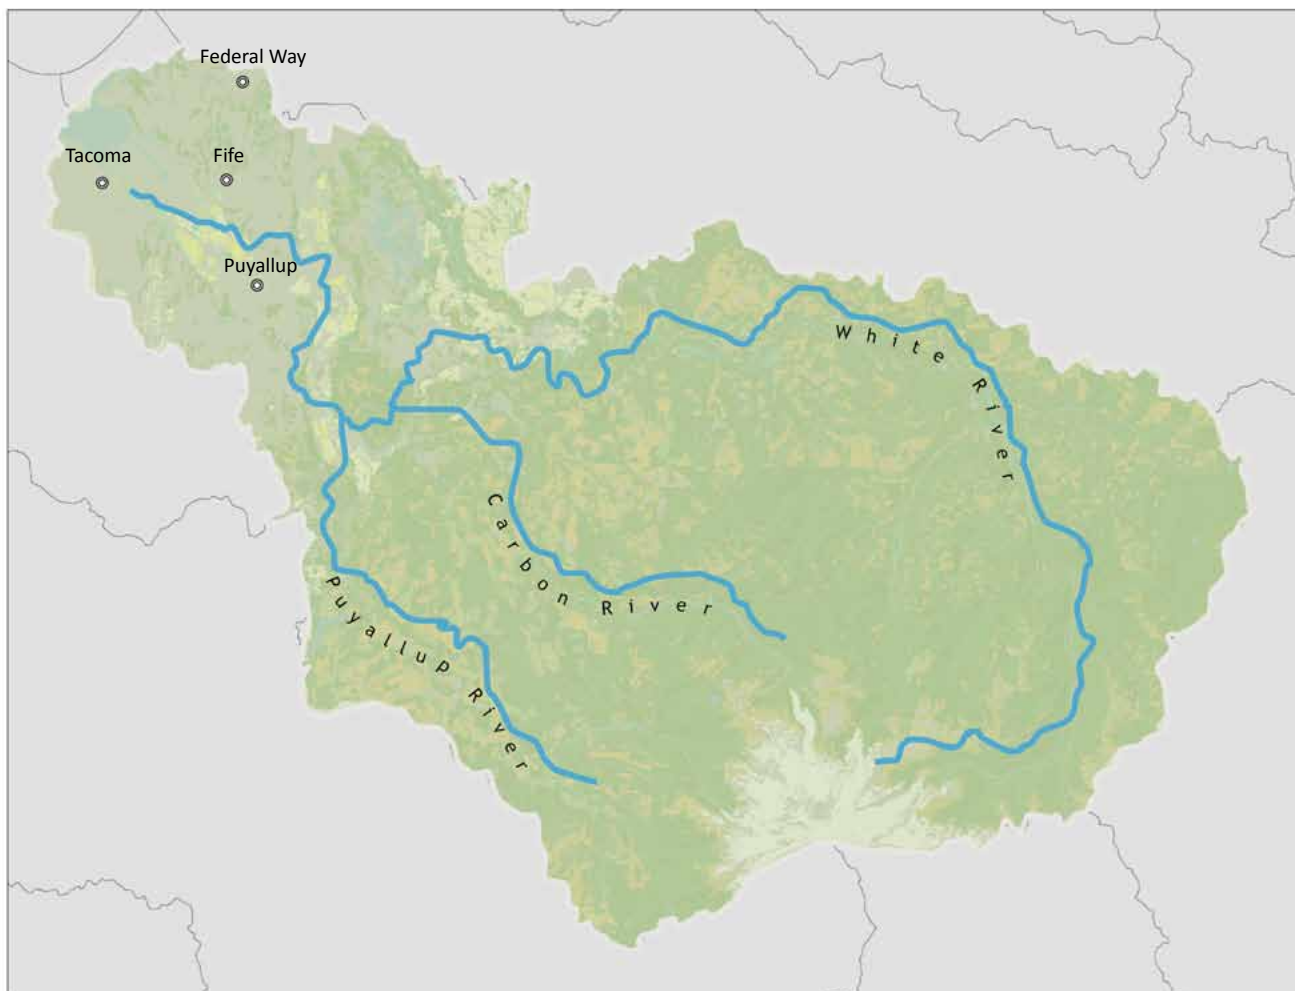 Federal Way
Tacoma
Fife
Puyallup
White River
Carbon River
Puyallup River